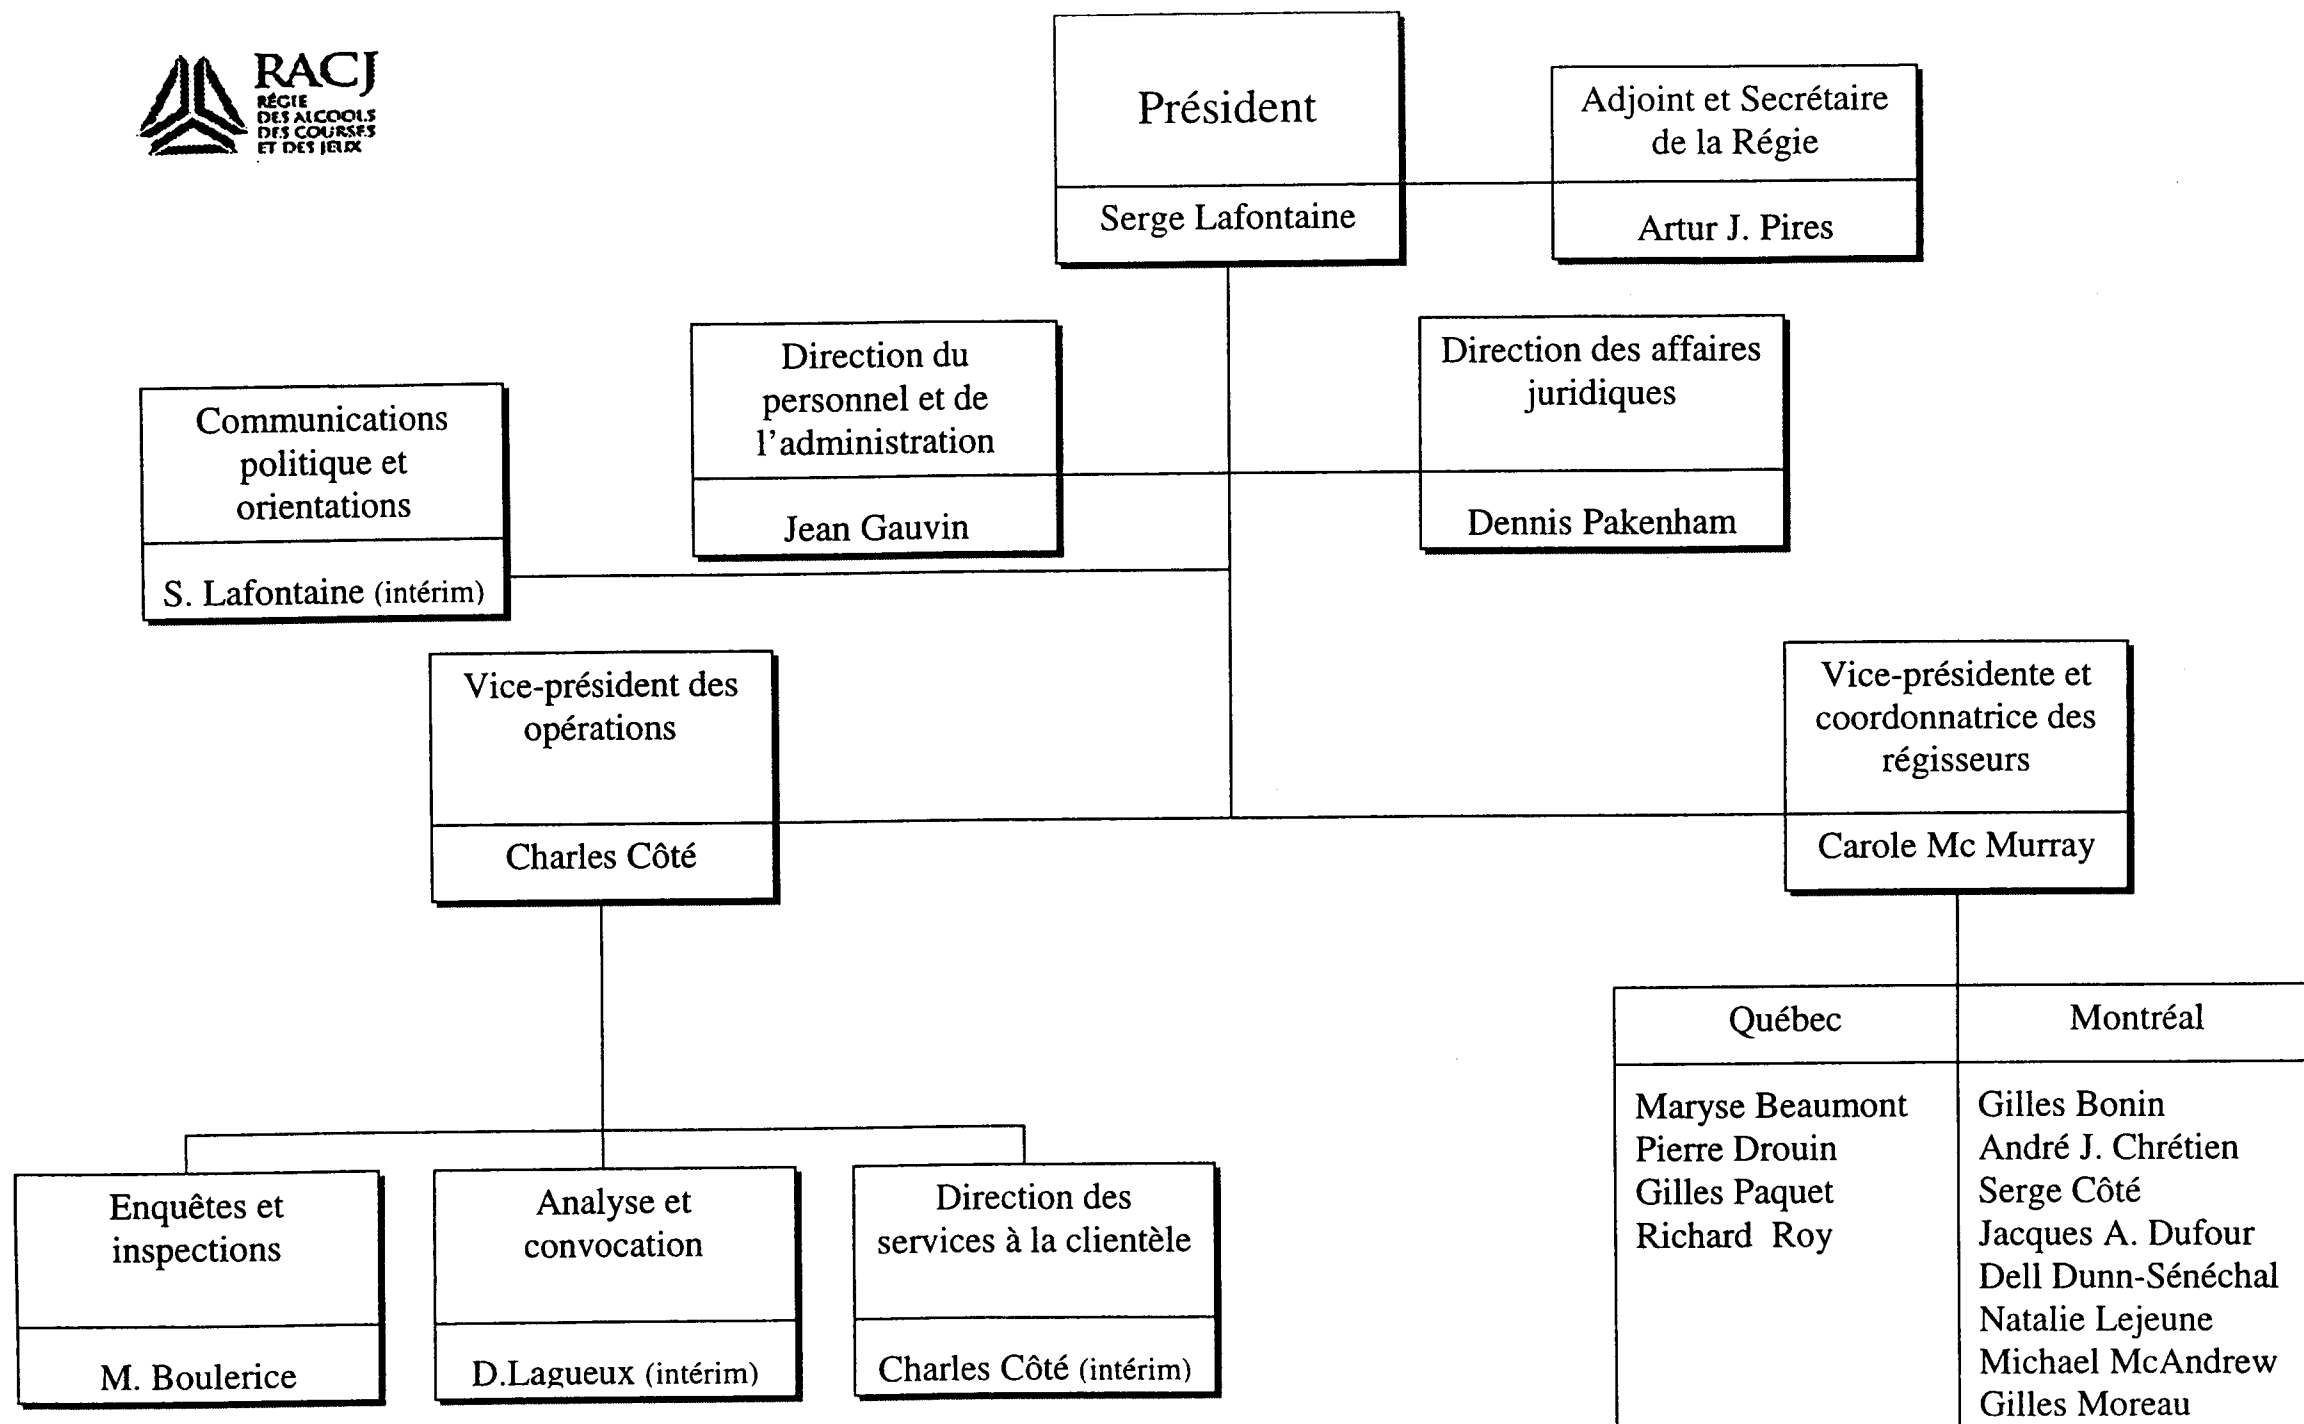 RACJ
RÉGIE
DES ALCOOLS
DES COURSES
ET DES JEUX
Président
Serge Lafontaine
Adjoint et Secrétaire
de la Régie
Artur J. Pires
Direction du
personnel et de
l'administration
Jean Gauvin
Direction des affaires
juridiques
Dennis Pakenham
Communications
politique et
orientations
S. Lafontaine (intérim)
Vice-président des
opérations
Charles Côté
Vice-présidente et
coordonnatrice des
régisseurs
Carole Mc Murray
Enquêtes et
inspections
M. Boulerice
Analyse et
convocation
D.Lagueux (intérim)
Direction des
services à la clientèle
Charles Côté (intérim)
Québec
Maryse Beaumont
Pierre Drouin
Gilles Paquet
Richard Roy
Montréal
Gilles Bonin
André J. Chrétien
Serge Côté
Jacques A. Dufour
Dell Dunn-Sénéchal
Natalie Lejeune
Michael McAndrew
Gilles Moreau